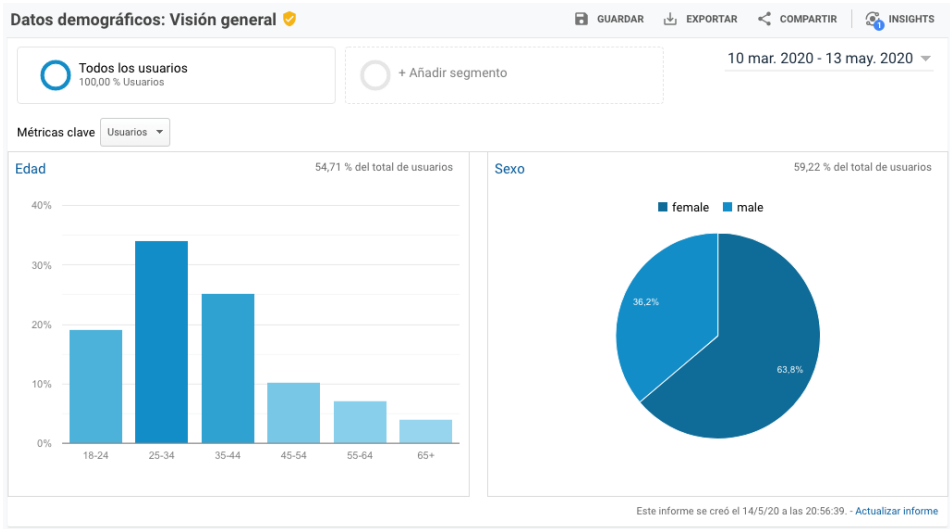 Datos demográficos: Visión general
GUARDAR
EXPORTAR
COMPARTIR
1
INSIGHTS
Todos los usuarios
100,00 % Usuarios
+ Añadir segmento
10 mar. 2020 - 13 may. 2020
Métricas clave
Usuarios
Edad
54,71 % del total de usuarios
40%
30%
20%
10%
0%
18-24
25-34
35-44
45-54
55-64
65+
Sexo
59,22 % del total de usuarios
female
male
36,2%
63,8%
Este informe se creó el 14/5/20 a las 20:56:39. - Actualizar informe